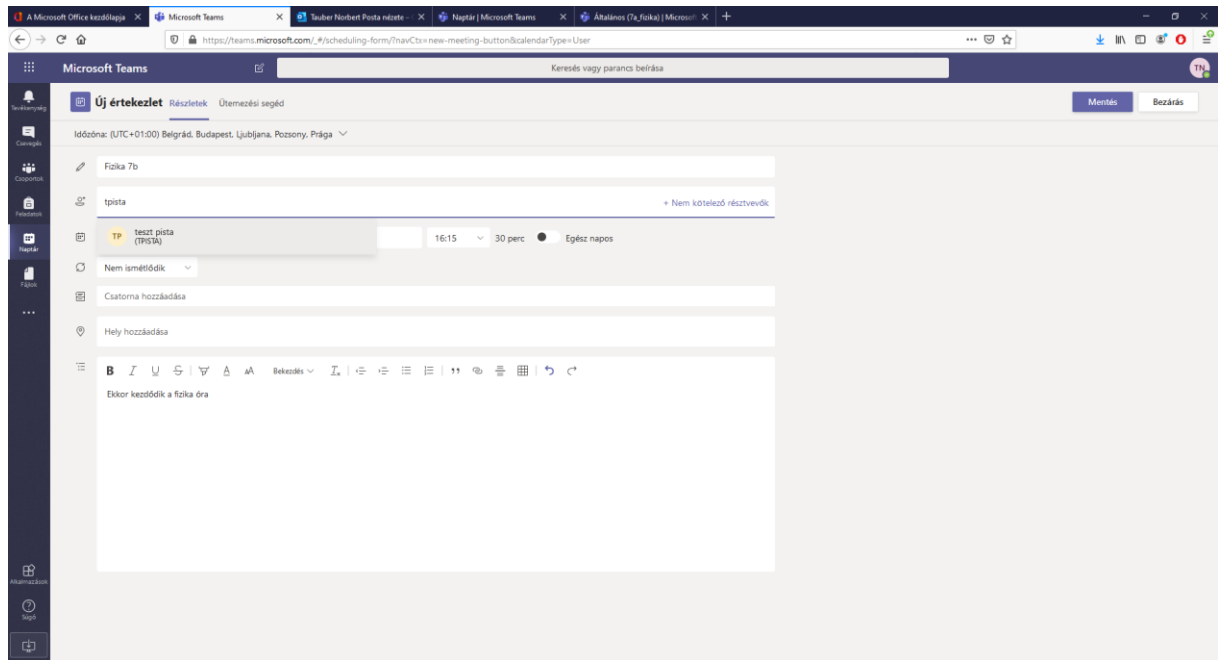 A Microsoft Office kezdőlapja
Microsoft Teams
Tauber Norbert Posta nézete –
Naptár | Microsoft Teams
Általános (7a_fizika) | Microsoft
https://teams.microsoft.com/_#/scheduling-form/?navCtx=new-meeting-button&calendarType=User
Microsoft Teams
Keresés vagy parancs beírása
TN
Tevékenység
Csevegés
Csoportok
Feladatok
Naptár
Fájlok
Alkalmazások
Súgó
Új értekezlet
Részletek
Ütemezési segéd
Mentés
Bezárás
Időzóna: (UTC+01:00) Belgrád, Budapest, Ljubljana, Pozsony, Prága
Fizika 7b
tpista
+ Nem kötelező résztvevők
TP
teszt pista
(TPISTA)
16:15
30 perc
Egész napos
Nem ismétlődik
Csatorna hozzáadása
Hely hozzáadása
Bekezdés
Ekkor kezdődik a fizika óra